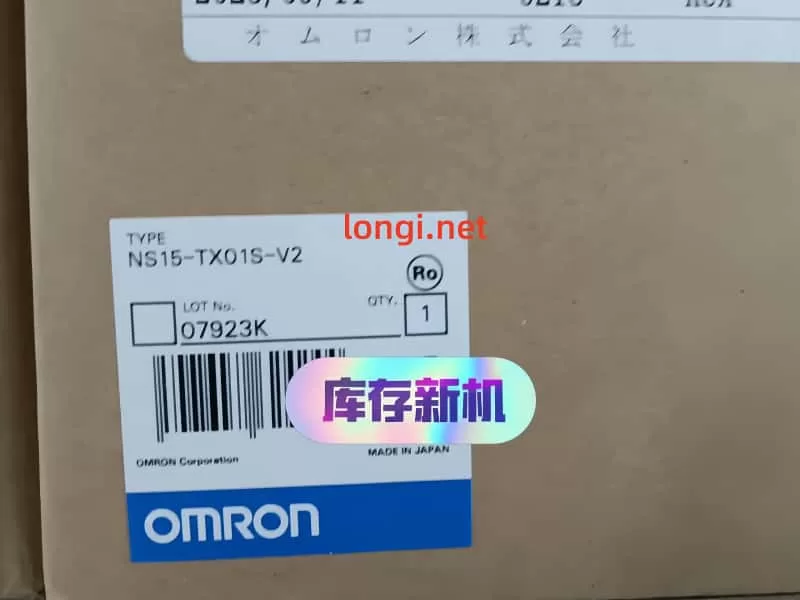 オムロン株式会社
longi.net
TYPE
NS15-TX01S-V2
Ro
LOT No.
QTY.
07923K
1
库存新机
OMRON Corporation
MADE IN JAPAN
OMRON